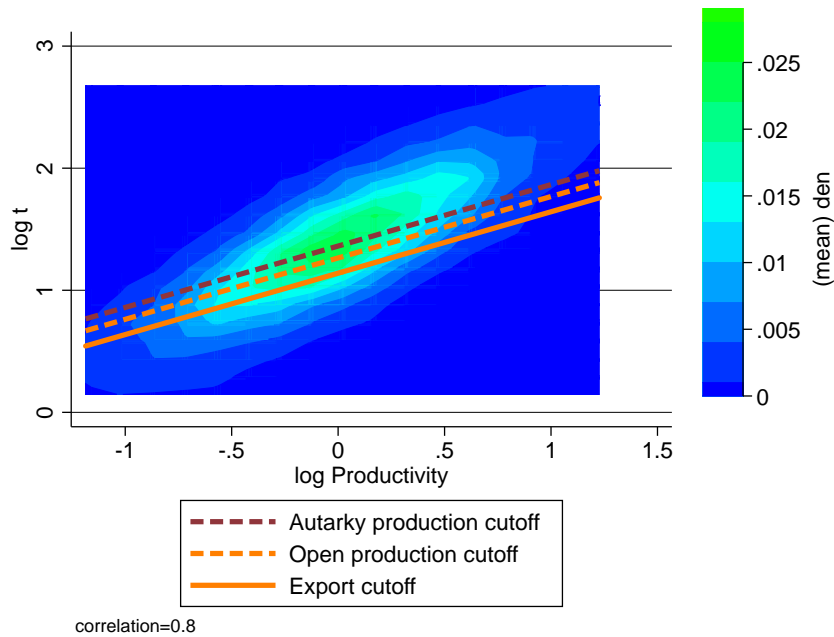 3
2
1
0
log t
-1
-.5
0
.5
1
1.5
log Productivity
.025
.02
.015
.01
.005
0
(mean) den
Autarky production cutoff
Open production cutoff
Export cutoff
correlation=0.8